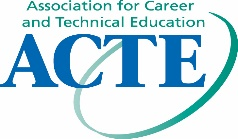 Association for Career
and Technical Education
ACTE